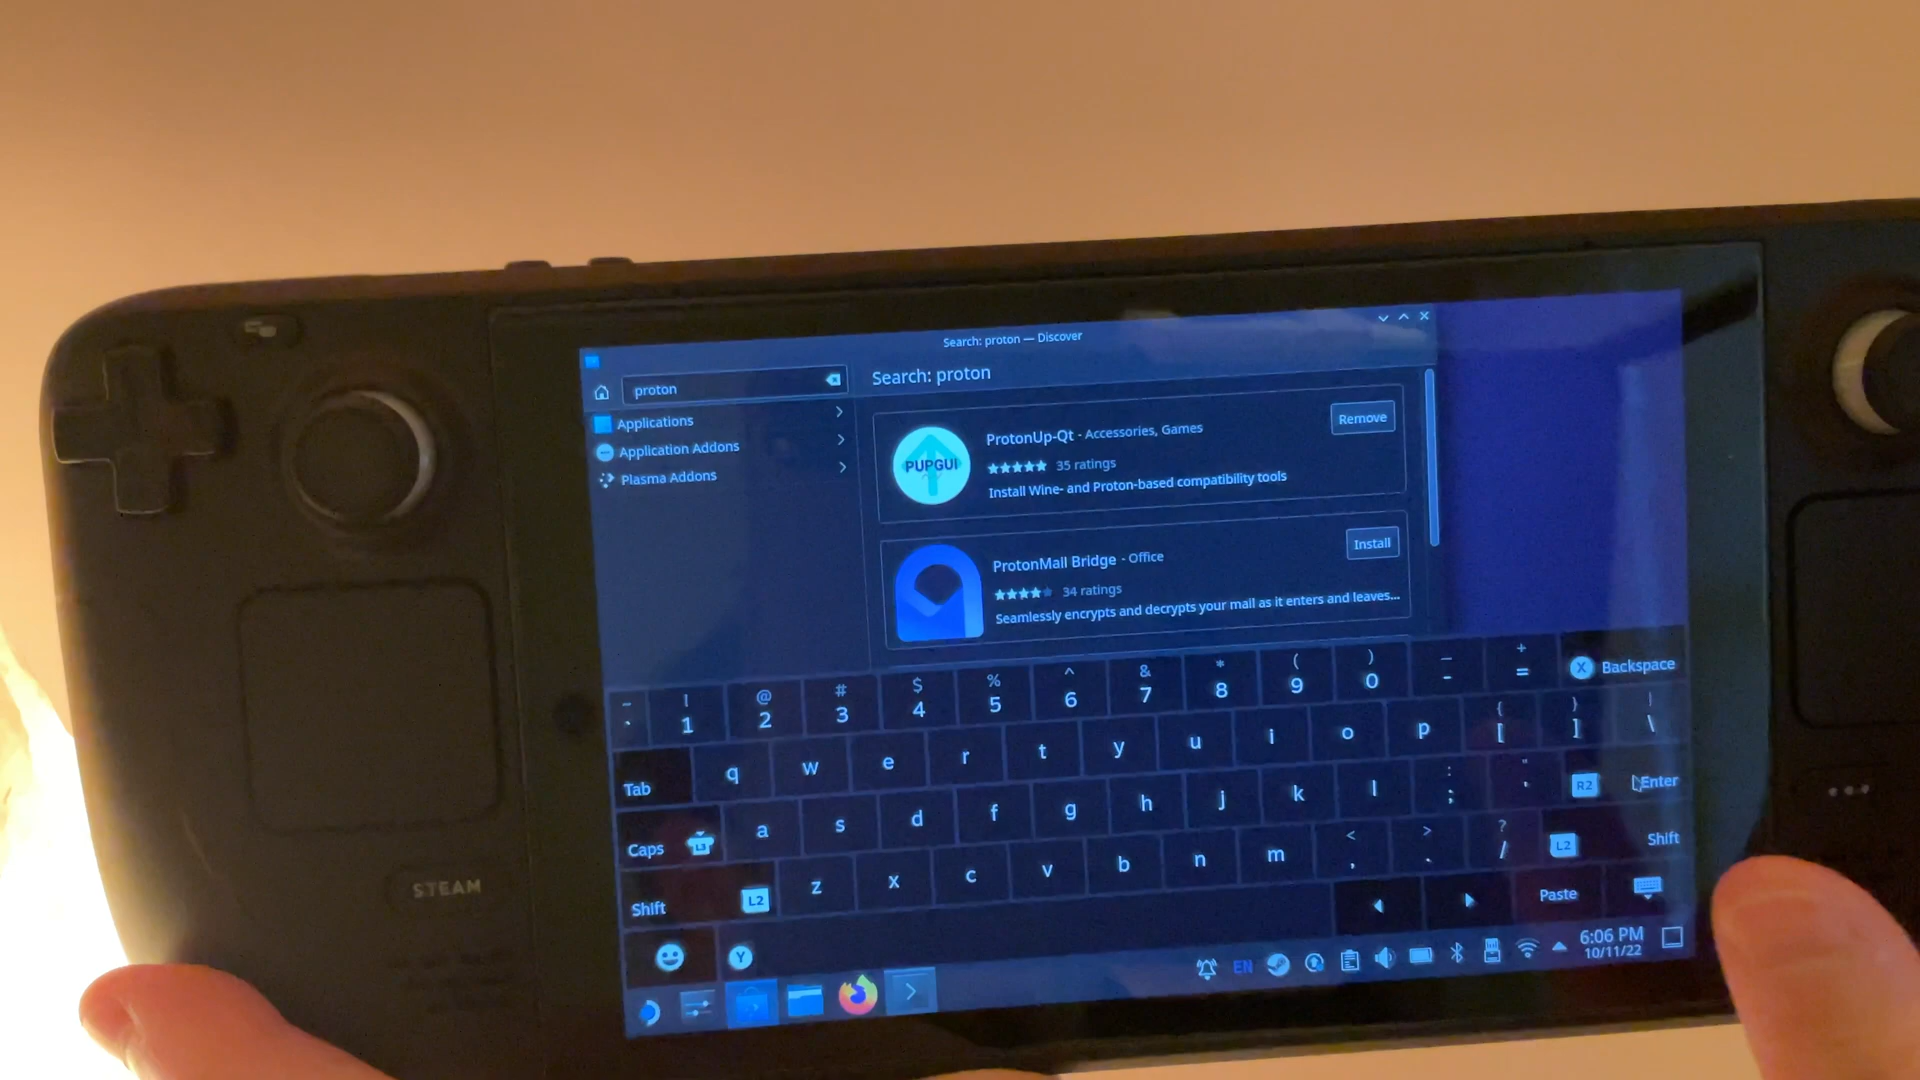 Search: proton — Discover
proton
Search: proton
Applications
Application Addons
Plasma Addons
PUPGUI
ProtonUp-Qt - Accessories, Games
Remove
35 ratings
Install Wine- and Proton-based compatibility tools
ProtonMail Bridge - Office
Install
34 ratings
Seamlessly encrypts and decrypts your mail as it enters and leaves...
~ ! @ # $ % ^ & * ( ) _ +
` 1 2 3 4 5 6 7 8 9 0 - = X Backspace
Tab q w e r t y u i o p { [ } ] | \
Caps L3 a s d f g h j k l : ; " ' R2 Enter
Shift L2 z x c v b n m < , > . ? / L2 Shift
Y
Paste
EN
6:06 PM
10/11/22
STEAM